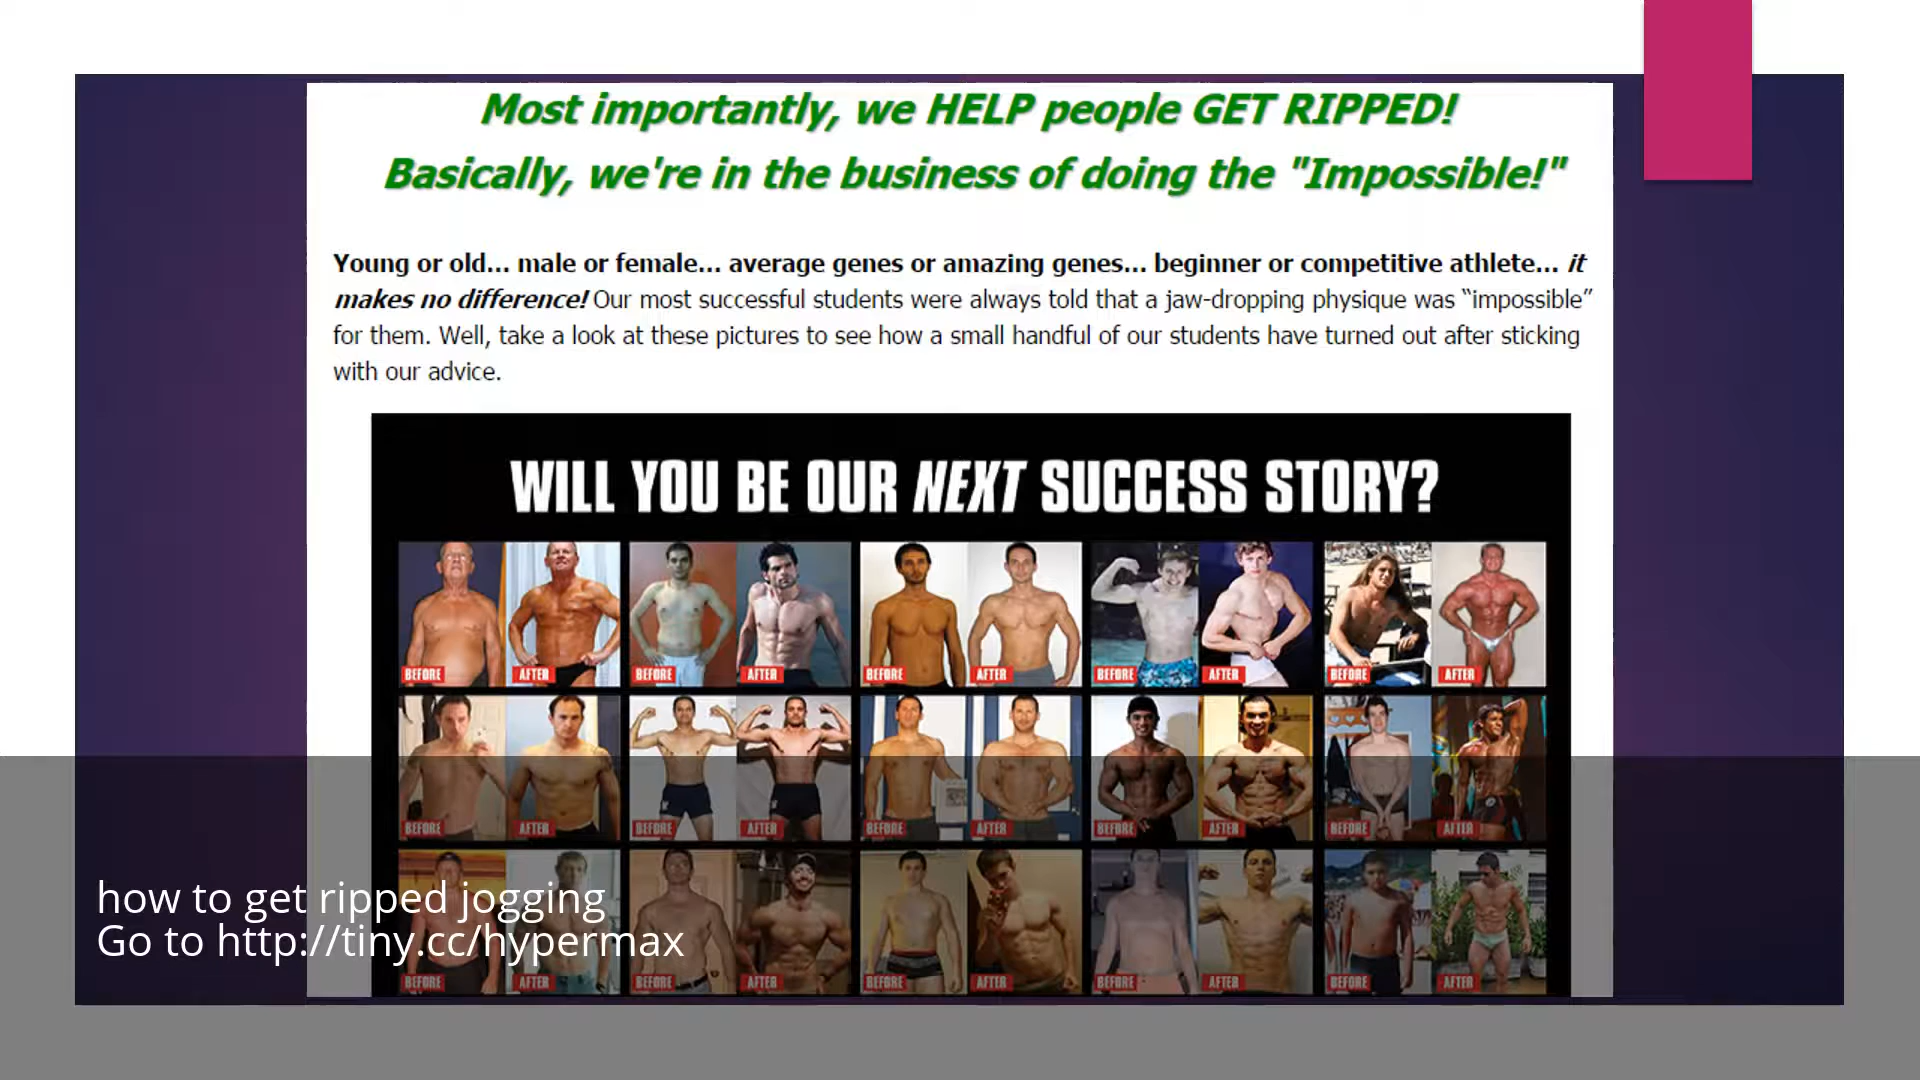 Most importantly, we HELP people GET RIPPED!
Basically, we're in the business of doing the "Impossible!"
Young or old... male or female... average genes or amazing genes... beginner or competitive athlete... it
makes no difference! Our most successful students were always told that a jaw-dropping physique was “impossible”
for them. Well, take a look at these pictures to see how a small handful of our students have turned out after sticking
with our advice.
WILL YOU BE OUR NEXT SUCCESS STORY?
BEFORE AFTER BEFORE AFTER BEFORE AFTER BEFORE AFTER BEFORE AFTER
BEFORE AFTER BEFORE AFTER BEFORE AFTER BEFORE AFTER BEFORE AFTER
how to get ripped jogging
Go to http://tiny.cc/hypermax
BEFORE AFTER BEFORE AFTER BEFORE AFTER BEFORE AFTER BEFORE AFTER